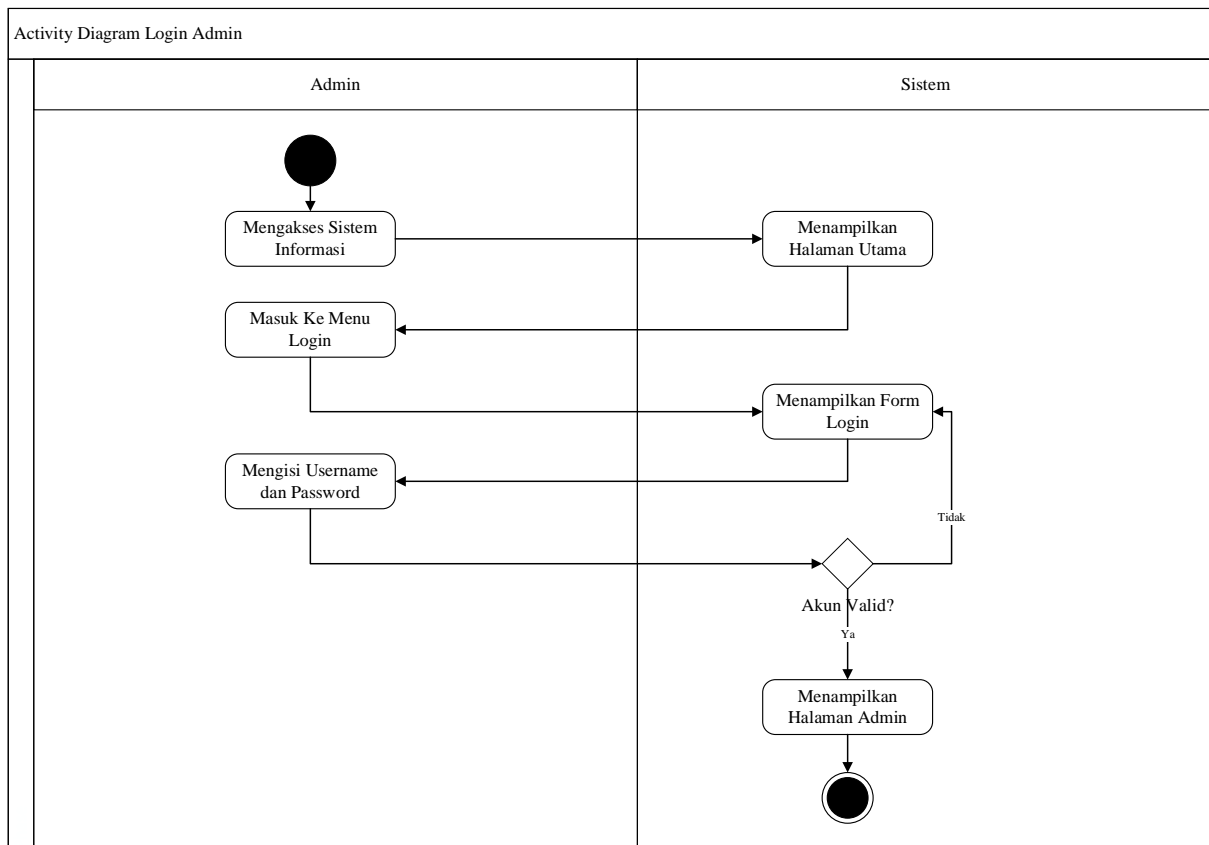 Activity Diagram Login Admin
Admin
Sistem
Mengakses Sistem
Informasi
Menampilkan
Halaman Utama
Masuk Ke Menu
Login
Menampilkan Form
Login
Mengisi Username
dan Password
Tidak
Akun Valid?
Ya
Menampilkan
Halaman Admin